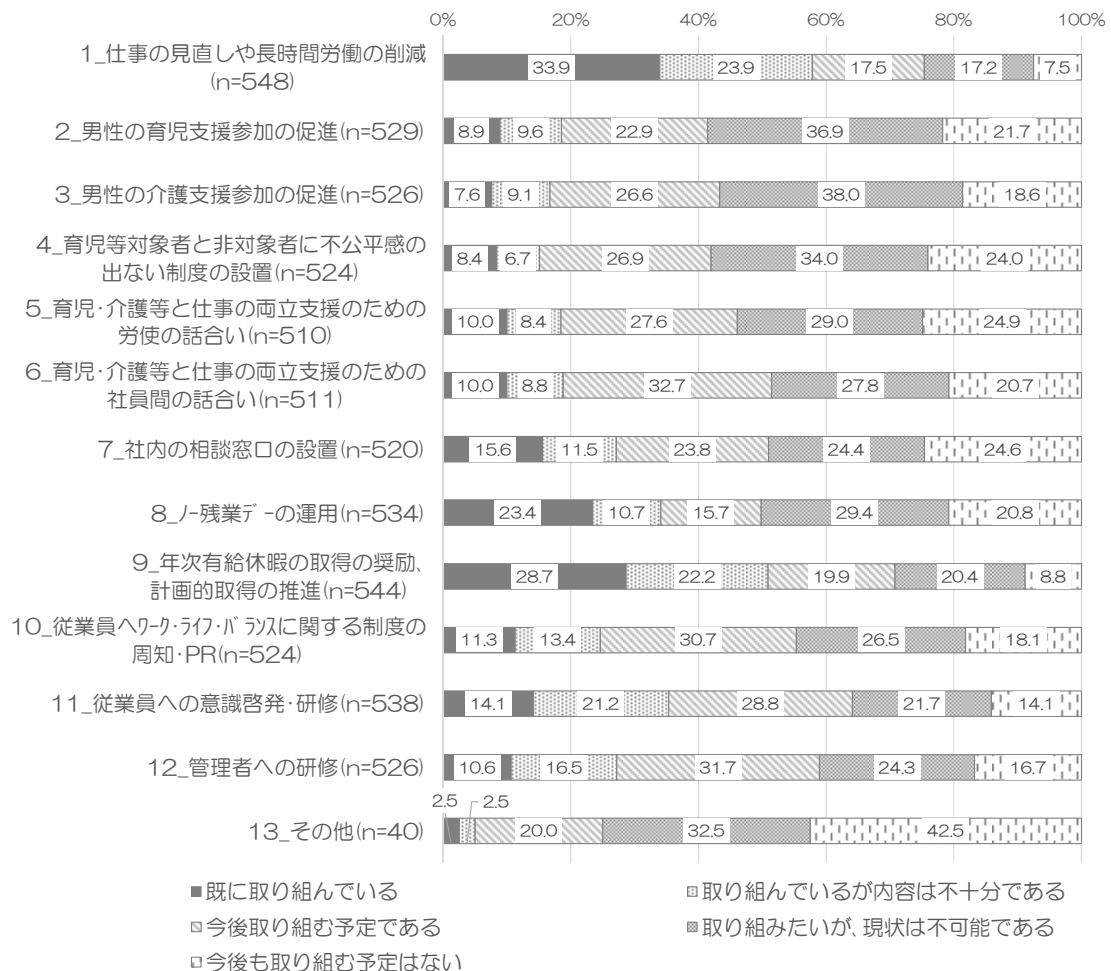 0% 20% 40% 60% 80% 100%
1_仕事の見直しや長時間労働の削減
(n=548)
33.9 23.9 17.5 17.2 7.5
2_男性の育児支援参加の促進(n=529)
8.9 9.6 22.9 36.9 21.7
3_男性の介護支援参加の促進(n=526)
7.6 9.1 26.6 38.0 18.6
4_育児等対象者と非対象者に不公平感の
出ない制度の設置(n=524)
8.4 6.7 26.9 34.0 24.0
5_育児・介護等と仕事の両立支援のための
労使の話合い(n=510)
10.0 8.4 27.6 29.0 24.9
6_育児・介護等と仕事の両立支援のための
社員間の話合い(n=511)
10.0 8.8 32.7 27.8 20.7
7_社内の相談窓口の設置(n=520)
15.6 11.5 23.8 24.4 24.6
8_ノー残業ﾃﾞｰの運用(n=534)
23.4 10.7 15.7 29.4 20.8
9_年次有給休暇の取得の奨励、
計画的取得の推進(n=544)
28.7 22.2 19.9 20.4 8.8
10_従業員へﾜｰｸ・ﾗｲﾌ・ﾊﾞﾗﾝｽに関する制度の
周知・PR(n=524)
11.3 13.4 30.7 26.5 18.1
11_従業員への意識啓発・研修(n=538)
14.1 21.2 28.8 21.7 14.1
12_管理者への研修(n=526)
10.6 16.5 31.7 24.3 16.7
13_その他(n=40)
2.5 2.5 20.0 32.5 42.5
既に取り組んでいる
取り組んでいるが内容は不十分である
今後取り組む予定である
取り組みたいが、現状は不可能である
今後も取り組む予定はない